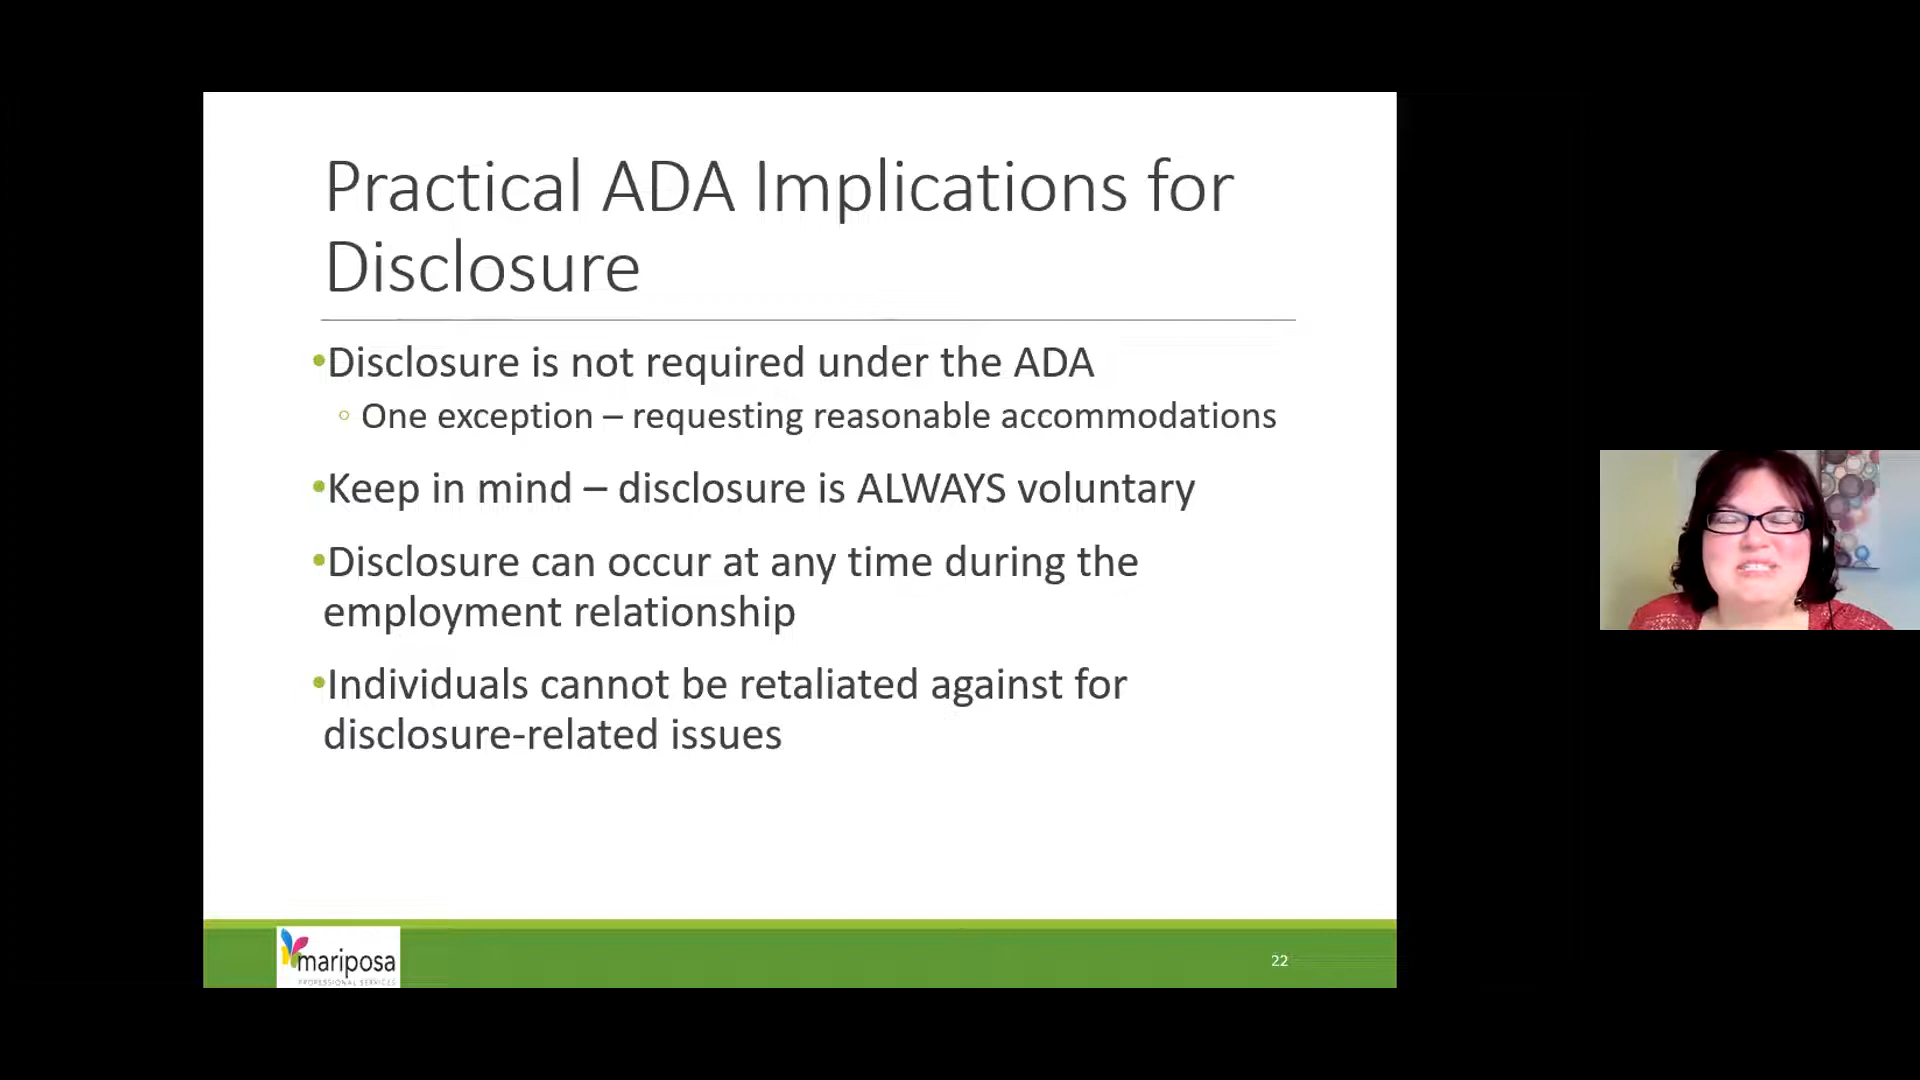 Practical ADA Implications for
Disclosure
•Disclosure is not required under the ADA
◦ One exception – requesting reasonable accommodations
•Keep in mind – disclosure is ALWAYS voluntary
•Disclosure can occur at any time during the
employment relationship
•Individuals cannot be retaliated against for
disclosure-related issues
mariposa
PROFESSIONAL SERVICES
22